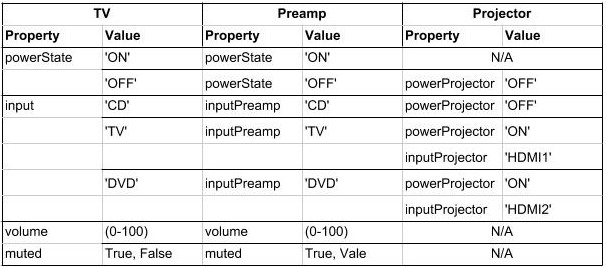 TV Preamp Projector
Property Value Property Value Property Value
powerState 'ON' powerState 'ON' N/A
'OFF' powerState 'OFF' powerProjector 'OFF'
input 'CD' inputPreamp 'CD' powerProjector 'OFF'
'TV' inputPreamp 'TV' powerProjector 'ON'
inputProjector 'HDMI1'
'DVD' inputPreamp 'DVD' powerProjector 'ON'
inputProjector 'HDMI2'
volume (0-100) volume (0-100) N/A
muted True, False muted True, Vale N/A